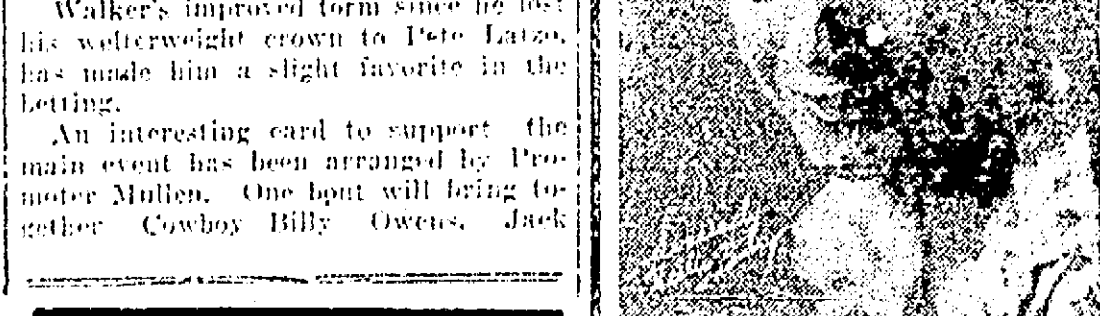 Walker's improved form since he lost
his welterweight crown to Pete Latzo,
has made him a slight favorite in the
betting.
An interesting card to support the
main event has been arranged by Pro-
moter Mullen. One bout will bring to-
gether Cowboy Billy Owens, Jack